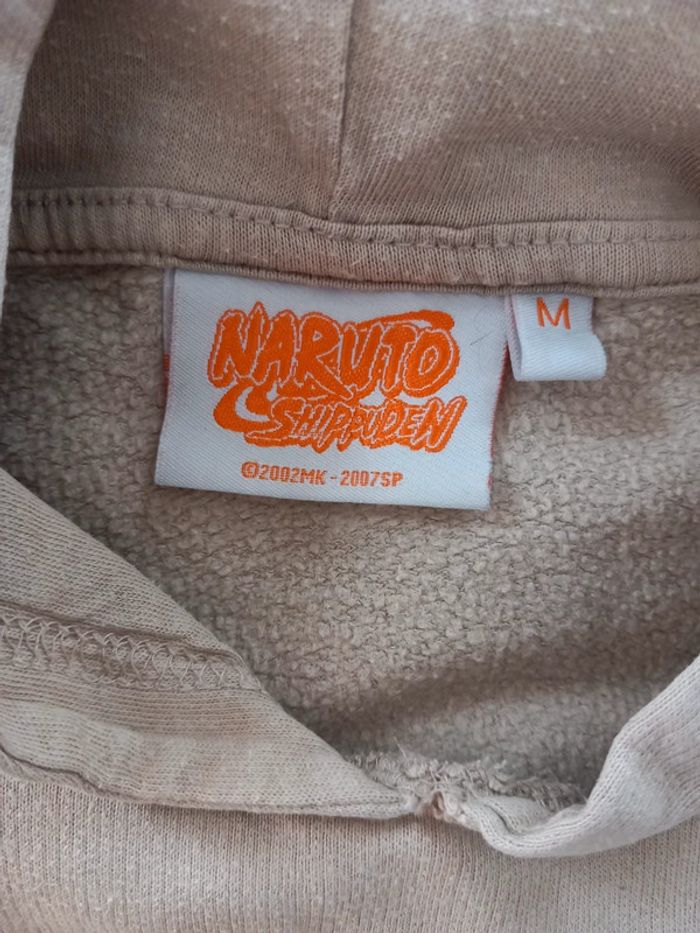 NARUTO
SHIPPUDEN
©2002MK - 2007SP
M